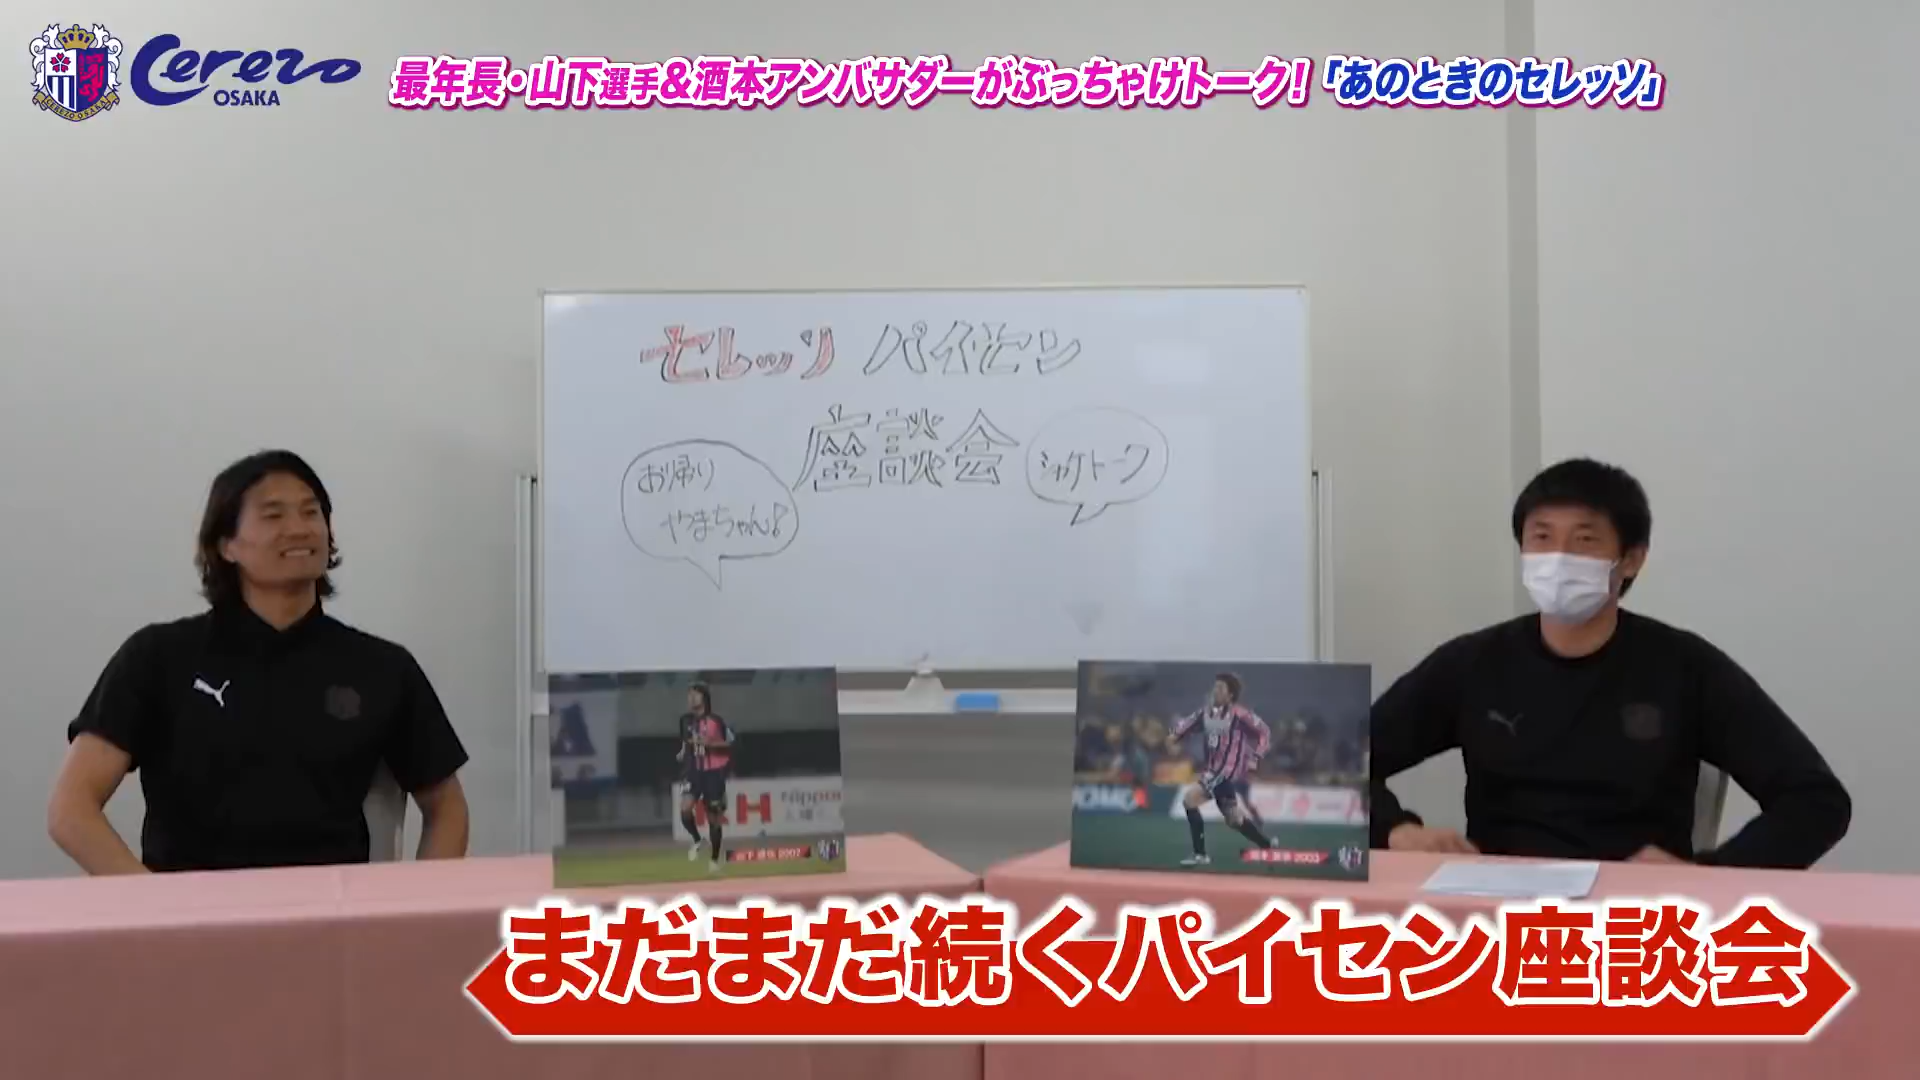 Cerezo
OSAKA
最年長・山下選手&酒本アンバサダーがぶっちゃけトーク!「あのときのセレッソ」
セレッソ パイセン
座談会
お帰り
やまちゃん!
シャケトーク
Nippon
まだまだ続くパイセン座談会